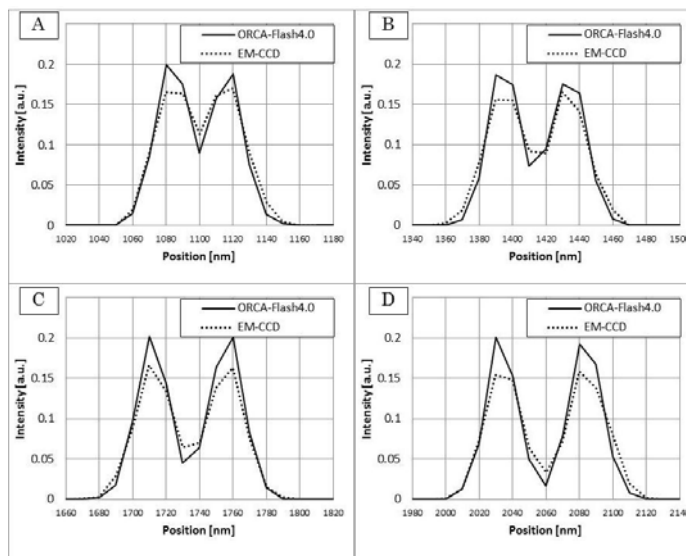 A
ORCA-Flash4.0
EM-CCD
Intensity [a.u.]
0.2
0.15
0.1
0.05
0
1020 1040 1060 1080 1100 1120 1140 1160 1180
Position [nm]
B
ORCA-Flash4.0
EM-CCD
Intensity [a.u.]
0.2
0.15
0.1
0.05
0
1340 1360 1380 1400 1420 1440 1460 1480 1500
Position [nm]
C
ORCA-Flash4.0
EM-CCD
Intensity [a.u.]
0.2
0.15
0.1
0.05
0
1660 1680 1700 1720 1740 1760 1780 1800 1820
Position [nm]
D
ORCA-Flash4.0
EM-CCD
Intensity [a.u.]
0.2
0.15
0.1
0.05
0
1980 2000 2020 2040 2060 2080 2100 2120 2140
Position [nm]